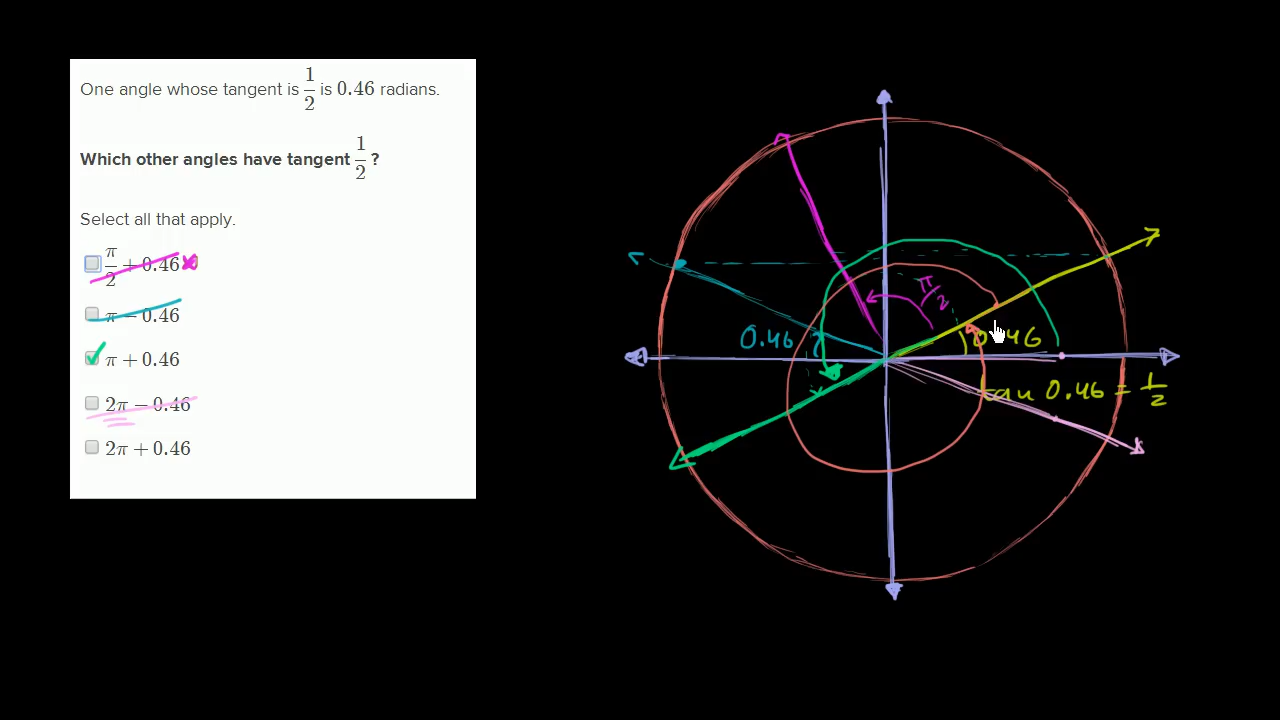 One angle whose tangent is 1/2 is 0.46 radians.
Which other angles have tangent 1/2 ?
Select all that apply.
π/2 + 0.46
π − 0.46
π + 0.46
2π − 0.46
2π + 0.46
π/2
0.46
0.46
tan 0.46 = 1/2